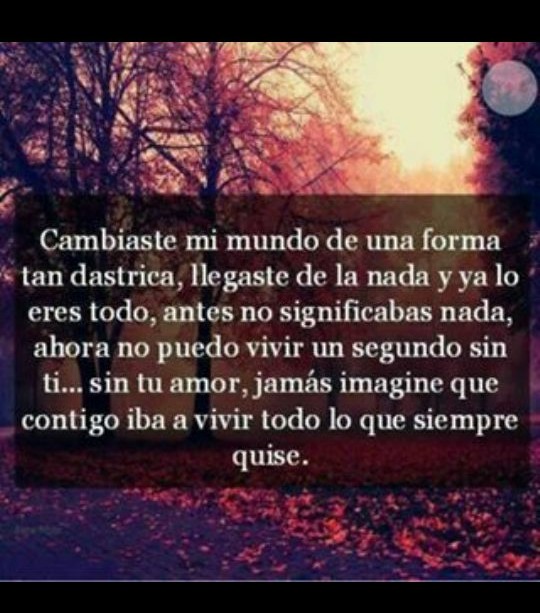 Cambiaste mi mundo de una forma
tan dastrica, llegaste de la nada y ya lo
eres todo, antes no significabas nada,
ahora no puedo vivir un segundo sin
ti... sin tu amor, jamás imagine que
contigo iba a vivir todo lo que siempre
quise.